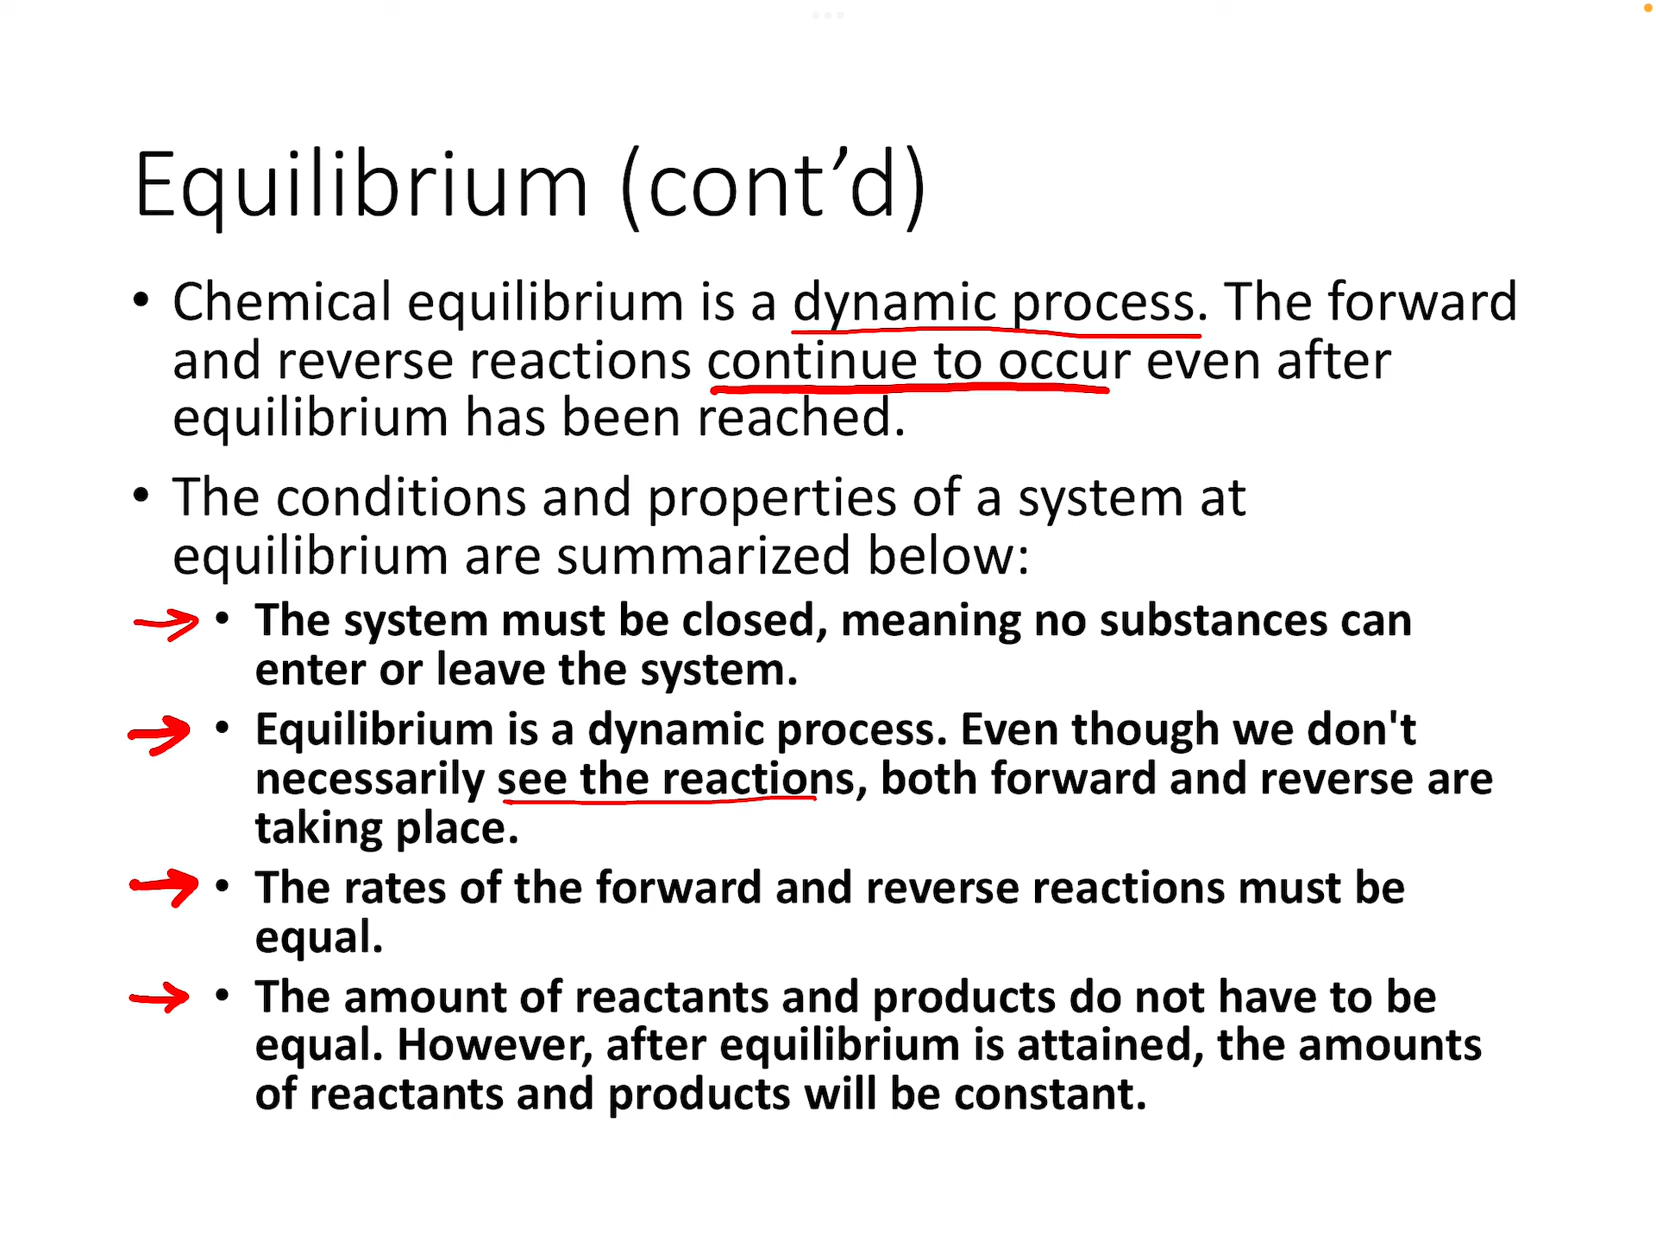 Equilibrium (cont’d)
• Chemical equilibrium is a dynamic process. The forward
and reverse reactions continue to occur even after
equilibrium has been reached.
• The conditions and properties of a system at
equilibrium are summarized below:
• The system must be closed, meaning no substances can
enter or leave the system.
• Equilibrium is a dynamic process. Even though we don't
necessarily see the reactions, both forward and reverse are
taking place.
• The rates of the forward and reverse reactions must be
equal.
• The amount of reactants and products do not have to be
equal. However, after equilibrium is attained, the amounts
of reactants and products will be constant.